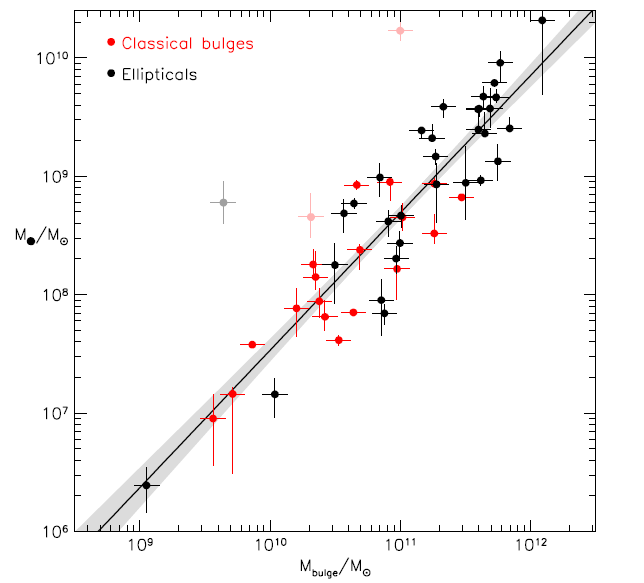 Classical bulges
Ellipticals
10¹⁰
10⁹
M●/M⊙
10⁸
10⁷
10⁶
10⁹ 10¹⁰ 10¹¹ 10¹²
M_bulge/M⊙